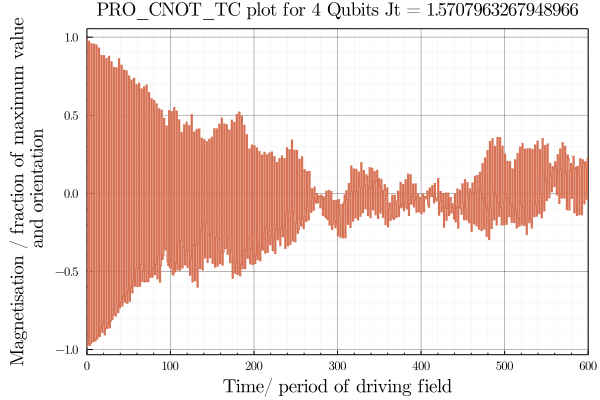 PRO_CNOT_TC plot for 4 Qubits Jt = 1.5707963267948966
Magnetisation / fraction of maximum value
and orientation
1.0
0.5
0.0
−0.5
−1.0
0 100 200 300 400 500 600
Time/ period of driving field